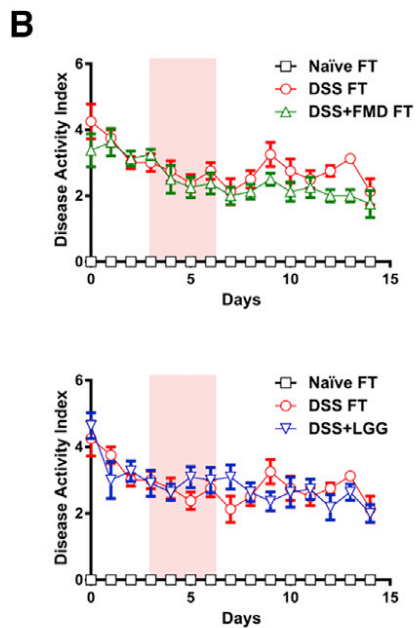 B
6
4
2
0
Disease Activity Index
Naïve FT
DSS FT
DSS+FMD FT
0 5 10 15
Days
6
4
2
0
Disease Activity Index
Naïve FT
DSS FT
DSS+LGG
0 5 10 15
Days